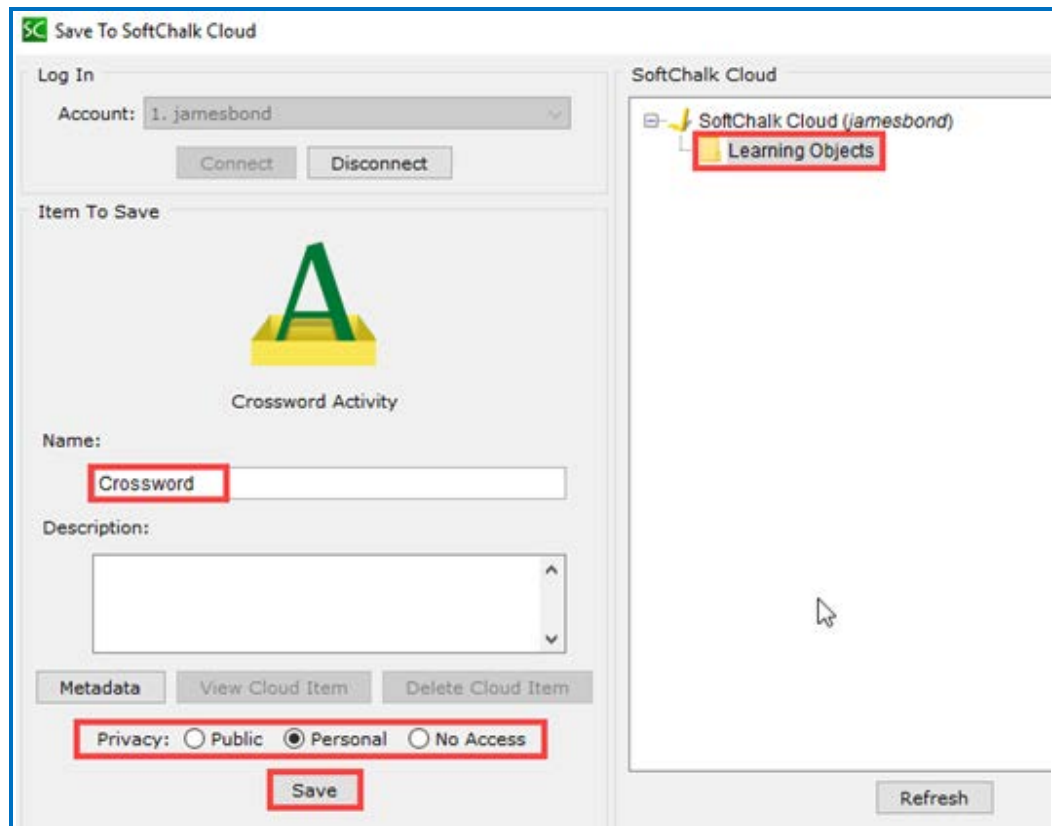 SC Save To SoftChalk Cloud
Log In
Account: 1. jamesbond
Connect Disconnect
Item To Save
A
Crossword Activity
Name:
Crossword
Description:
Metadata View Cloud Item Delete Cloud Item
Privacy: Public Personal No Access
Save
SoftChalk Cloud
SoftChalk Cloud (jamesbond)
Learning Objects
Refresh